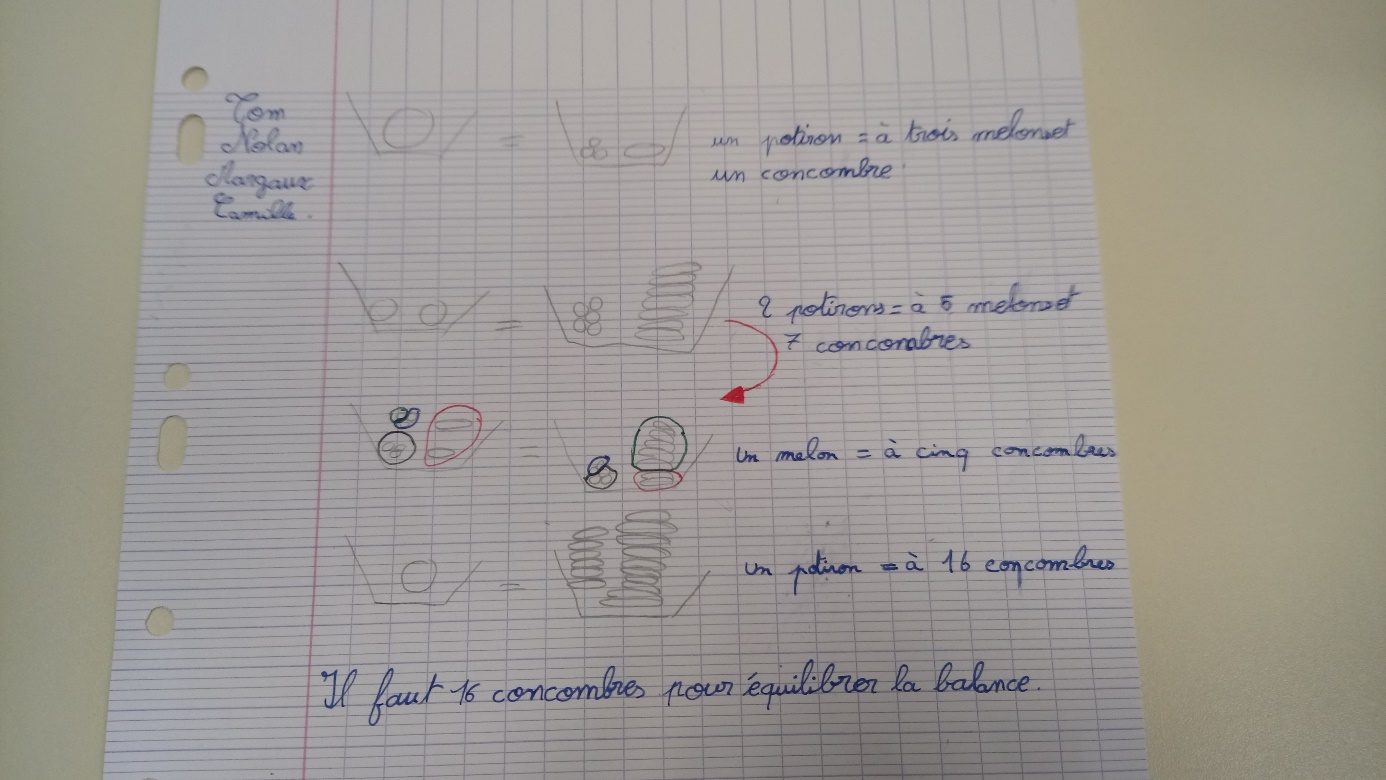 Tom
Nolan
Margaux
Camille.
= un potiron = à trois melons et
un concombre
= 2 potirons = à 5 melons et
7 concombres
= Un melon = à cinq concombres
= un potiron = à 16 concombres
Il faut 16 concombres pour équilibrer la balance.